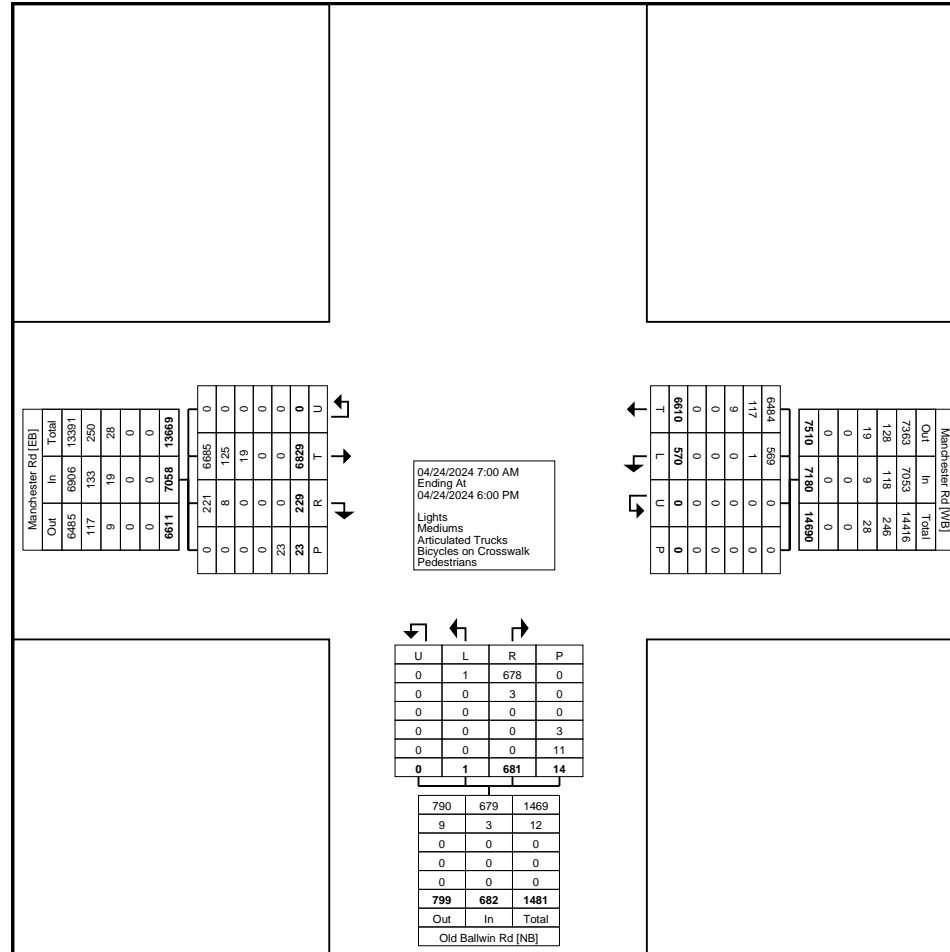 Manchester Rd [EB]
Out In Total
6485 6906 13391
117 133 250
9 19 28
0 0 0
0 0 0
6611 7058 13669
0 221 6685 0
0 8 125 0
0 0 19 0
0 0 0 0
23 0 0 0
23 229 6829 0
P R T U
04/24/2024 7:00 AM
Ending At
04/24/2024 6:00 PM
Lights
Mediums
Articulated Trucks
Bicycles on Crosswalk
Pedestrians
Manchester Rd [WB]
Out In Total
7363 7053 14416
128 118 246
19 9 28
0 0 0
0 0 0
7510 7180 14690
6484 569 0 0
117 1 0 0
9 0 0 0
0 0 0 0
0 0 0 0
6610 570 0 0
T L U P
U L R P
0 1 678 0
0 0 3 0
0 0 0 0
0 0 0 3
0 0 0 11
0 1 681 14
790 679 1469
9 3 12
0 0 0
0 0 0
0 0 0
799 682 1481
Out In Total
Old Ballwin Rd [NB]